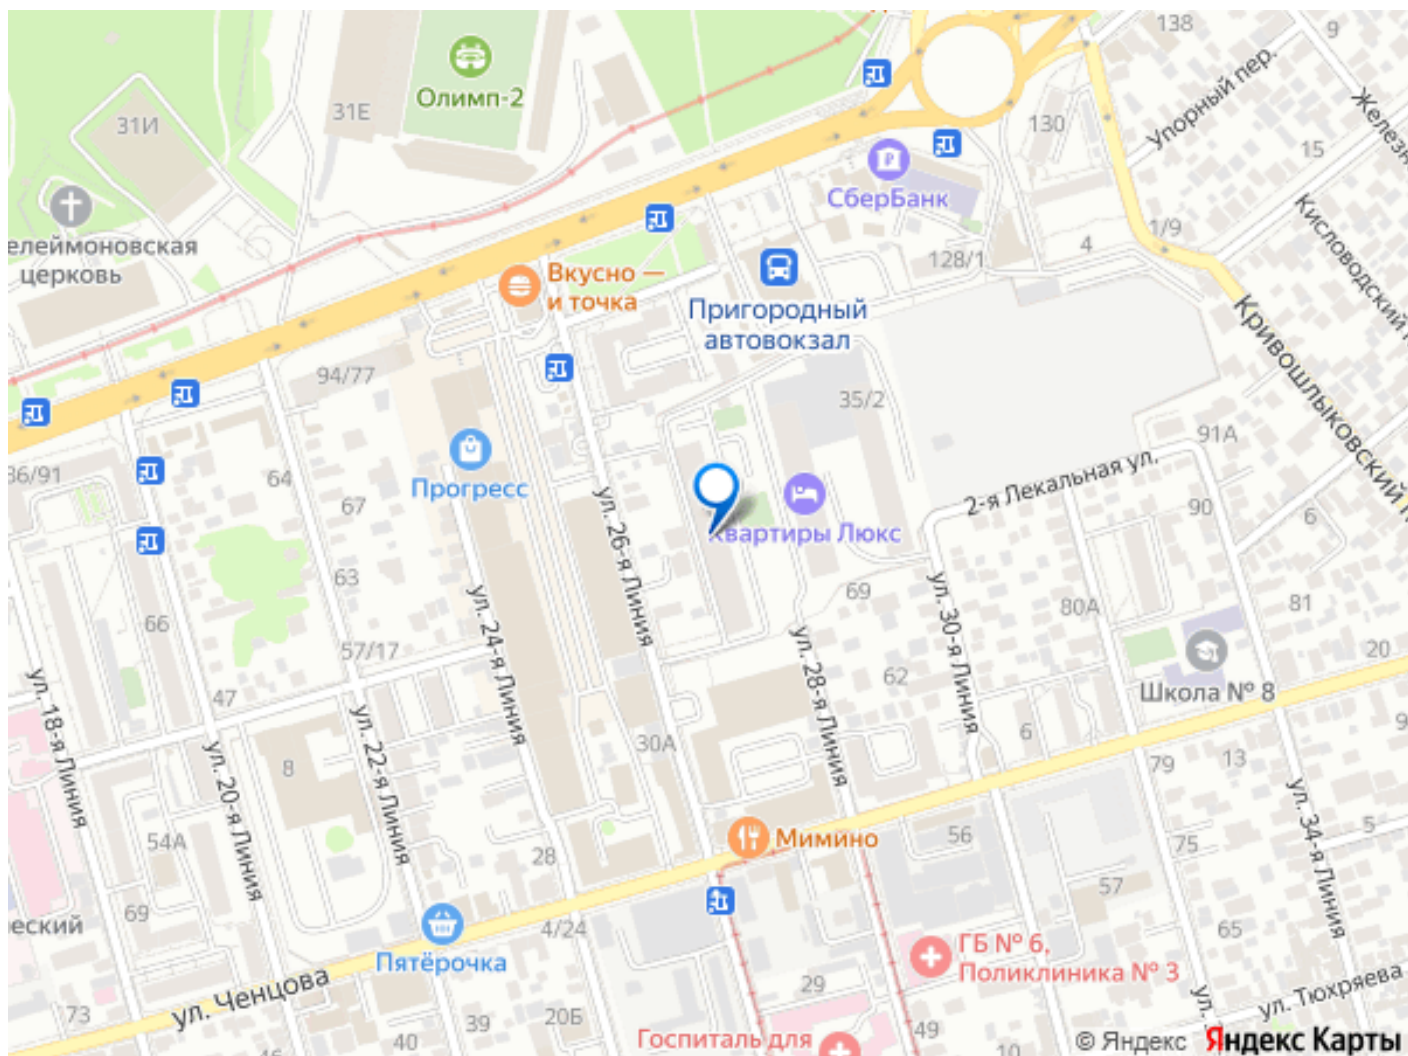 138
9
Упорный пер.
Железн
31Е
Олимп-2
31И
130
15
СберБанк
Кисловодский п
1/9
4
елеймоновская
церковь
128/1
Вкусно —
и точка
Пригородный
автовокзал
Кривошлыковский п
94/77
35/2
91А
2-я Лекальная ул.
86/91
64
67
Прогресс
ул. 26-я Линия
Квартиры Люкс
90
6
63
69
80А
81
66
ул. 24-я Линия
ул. 30-я Линия
57/17
ул. 28-я Линия
20
Школа № 8
62
47
ул. 18-я Линия
ул. 20-я Линия
ул. 22-я Линия
8
30А
6
79
13
ул. 34-я Линия
54А
Мимино
56
75
5
28
57
69
еский
4/24
65
Пятёрочка
ГБ № 6,
Поликлиника № 3
ул. Ченцова
29
ул. Тюхряева
ул.
73
39
20Б
40
46
Госпиталь для
49
10
© Яндекс Яндекс Карты